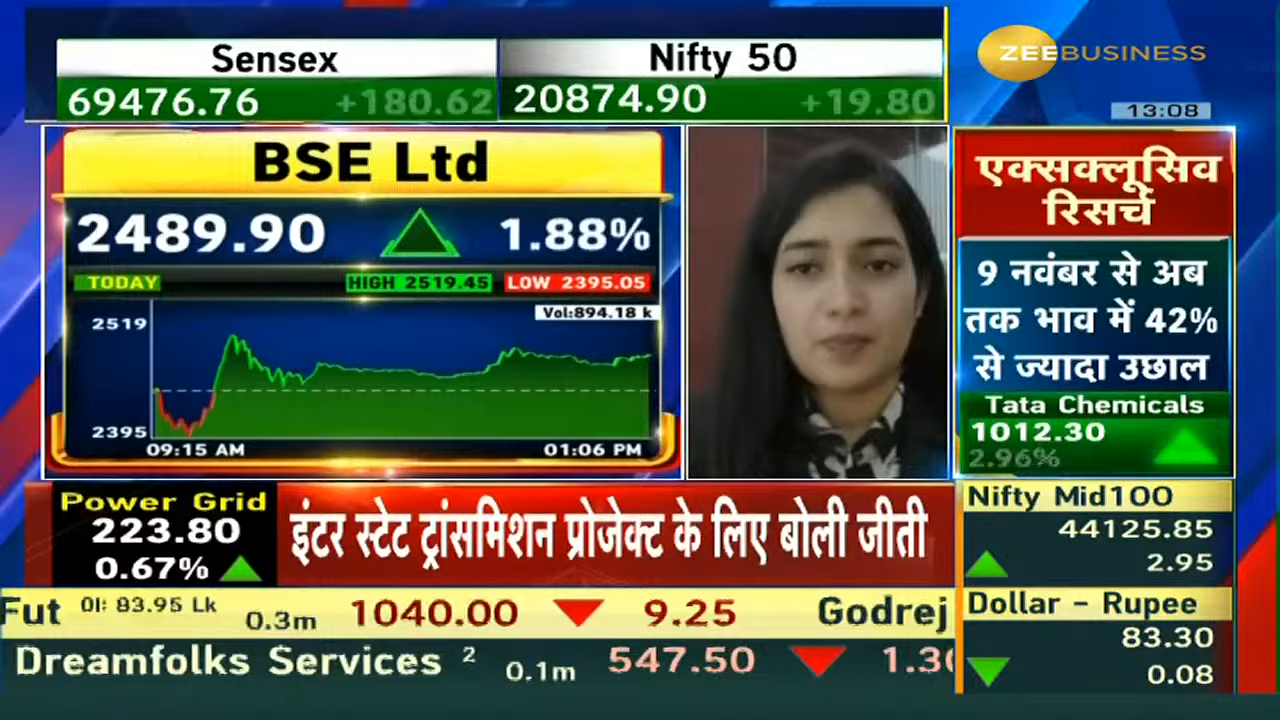 Sensex
69476.76 +180.62
Nifty 50
20874.90 +19.80
ZEEBUSINESS
13:08
BSE Ltd
2489.90 1.88%
TODAY HIGH 2519.45 LOW 2395.05
Vol:894.18 k
2519
2395
09:15 AM 01:06 PM
एक्सक्लूसिव
रिसर्च
9 नवंबर से अब
तक भाव में 42%
से ज्यादा उछाल
Tata Chemicals
1012.30
2.96%
Power Grid
223.80
0.67%
इंटर स्टेट ट्रांसमिशन प्रोजेक्ट के लिए बोली जीती
Nifty Mid100
44125.85
2.95
Dollar - Rupee
83.30
0.08
Fut OI: 83.95 Lk 0.3m 1040.00 9.25 Godrej
Dreamfolks Services 2 0.1m 547.50